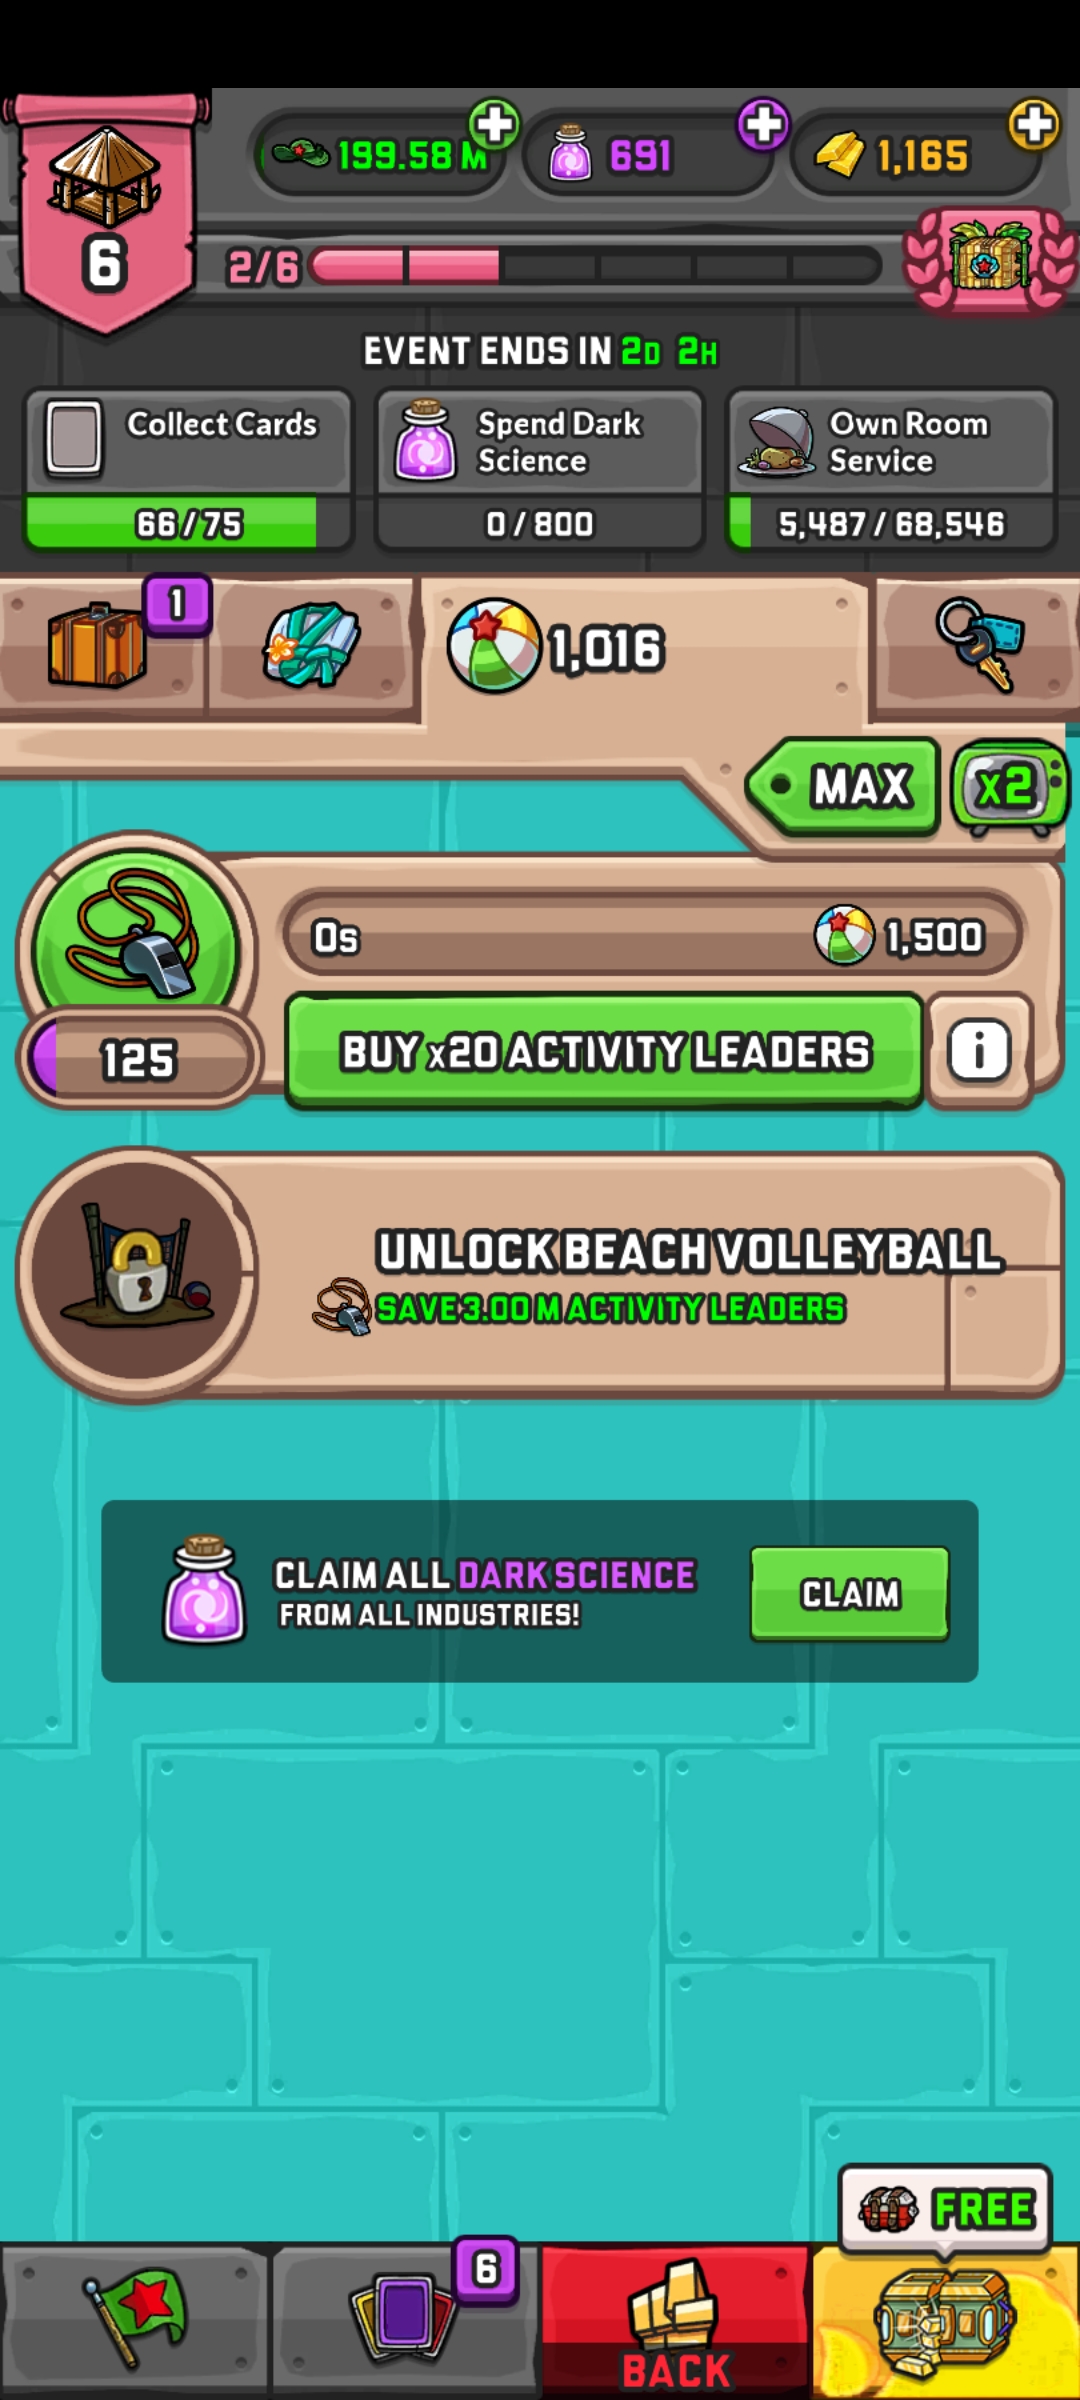 199.58 M
691
1,165
6
2/6
EVENT ENDS IN 2D 2H
Collect Cards
66/75
Spend Dark
Science
0/800
Own Room
Service
5,487/68,546
1
1,016
MAX
x2
0s
1,500
125
BUY x20 ACTIVITY LEADERS
i
UNLOCK BEACH VOLLEYBALL
SAVE 3.00 M ACTIVITY LEADERS
CLAIM ALL DARK SCIENCE
FROM ALL INDUSTRIES!
CLAIM
FREE
6
BACK